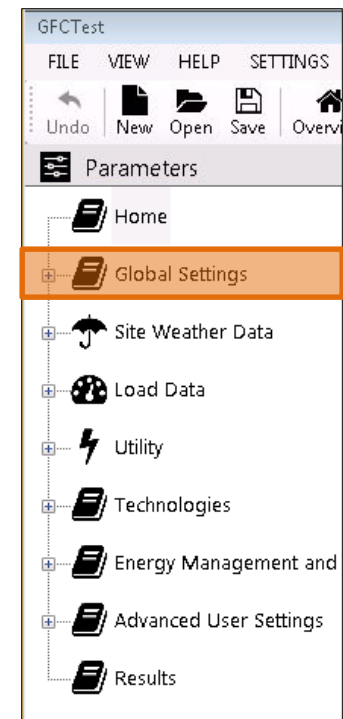 GFCTest
FILE VIEW HELP SETTINGS
Undo New Open Save
Parameters
Home
Global Settings
Site Weather Data
Load Data
Utility
Technologies
Energy Management and
Advanced User Settings
Results